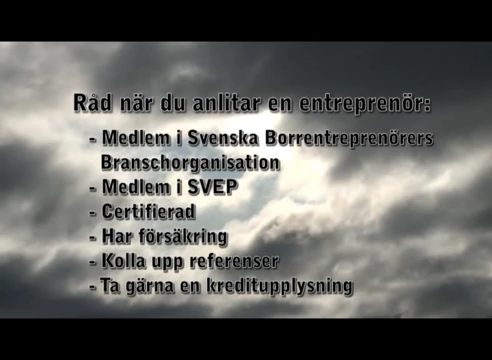 Råd när du anlitar en entreprenör:
- Medlem i Svenska Borrentreprenörers
Branschorganisation
- Medlem i SVEP
- Certifierad
- Har försäkring
- Kolla upp referenser
- Ta gärna en kreditupplysning